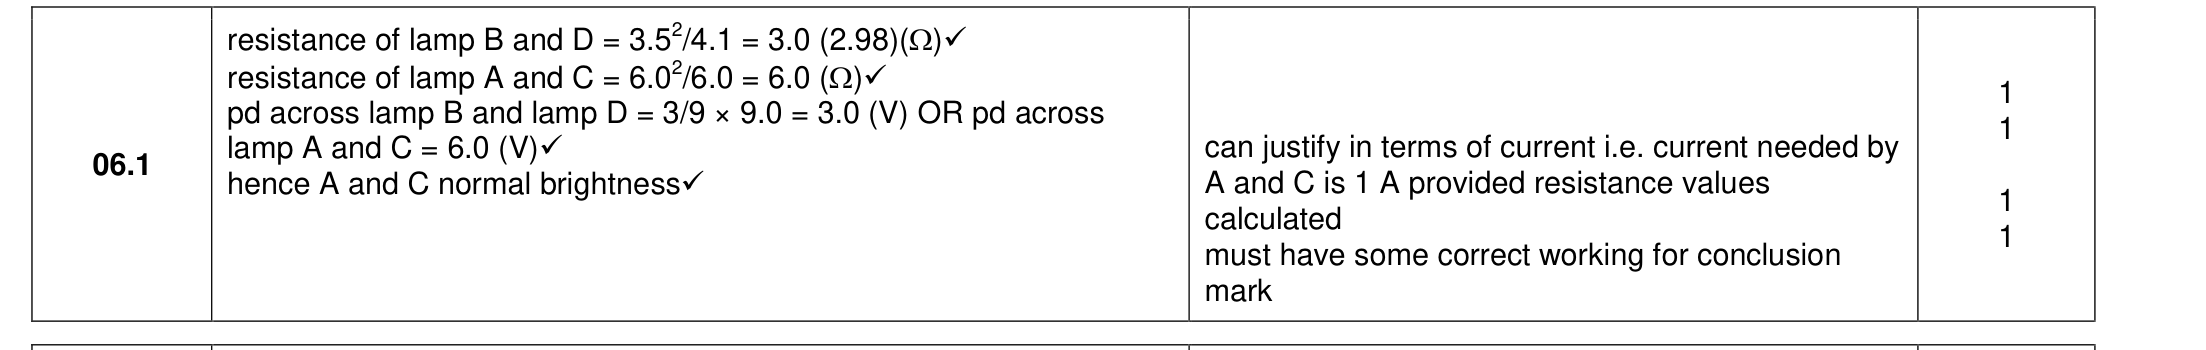 06.1
resistance of lamp B and D = 3.5²/4.1 = 3.0 (2.98)(Ω)✓
resistance of lamp A and C = 6.0²/6.0 = 6.0 (Ω)✓
pd across lamp B and lamp D = 3/9 × 9.0 = 3.0 (V) OR pd across
lamp A and C = 6.0 (V)✓
hence A and C normal brightness✓
can justify in terms of current i.e. current needed by
A and C is 1 A provided resistance values
calculated
must have some correct working for conclusion
mark
1
1
1
1